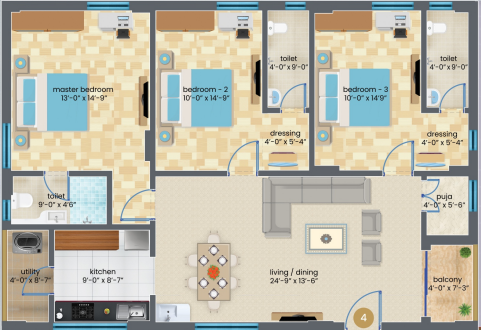 toilet
4'-0" x 9'-0"
toilet
4'-0" x 9'-0"
master bedroom
13'-0" x 14'-9"
bedroom - 2
10'-0" x 14'-9"
bedroom - 3
10'-0" x 14'9"
dressing
4'-0" x 5'-4"
dressing
4'-0" x 5'-4"
toilet
9'-0" x 4'6"
puja
4'-0" x 5'-6"
utility
4'-0" x 8'-7"
kitchen
9'-0" x 8'-7"
living / dining
24'-9" x 13'-6"
balcony
4'-0" x 7'-3"
4